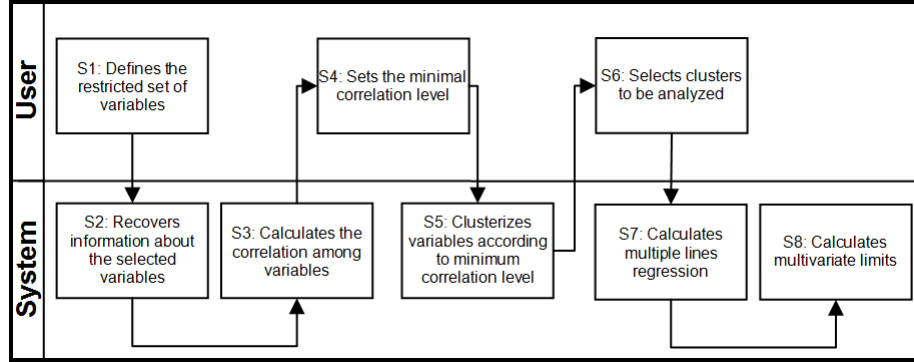 User
S1: Defines the
restricted set of
variables
S4: Sets the minimal
correlation level
S6: Selects clusters
to be analyzed
System
S2: Recovers
information about
the selected
variables
S3: Calculates the
correlation among
variables
S5: Clusterizes
variables according
to minimum
correlation level
S7: Calculates
multiple lines
regression
S8: Calculates
multivariate limits